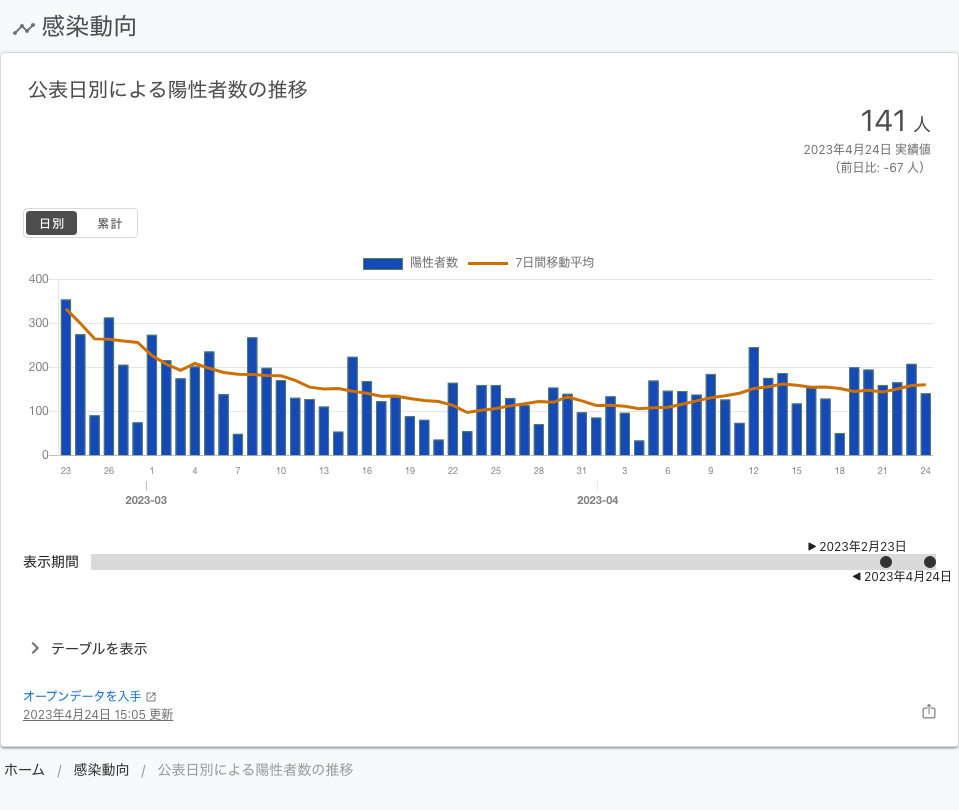 感染動向
公表日別による陽性者数の推移
141 人
2023年4月24日 実績値
（前日比: -67 人）
日別 累計
陽性者数 7日間移動平均
400
300
200
100
0
23 26 1 4 7 10 13 16 19 22 25 28 31 3 6 9 12 15 18 21 24
2023-03 2023-04
▶ 2023年2月23日
表示期間
◀ 2023年4月24日
テーブルを表示
オープンデータを入手
2023年4月24日 15:05 更新
ホーム / 感染動向 / 公表日別による陽性者数の推移